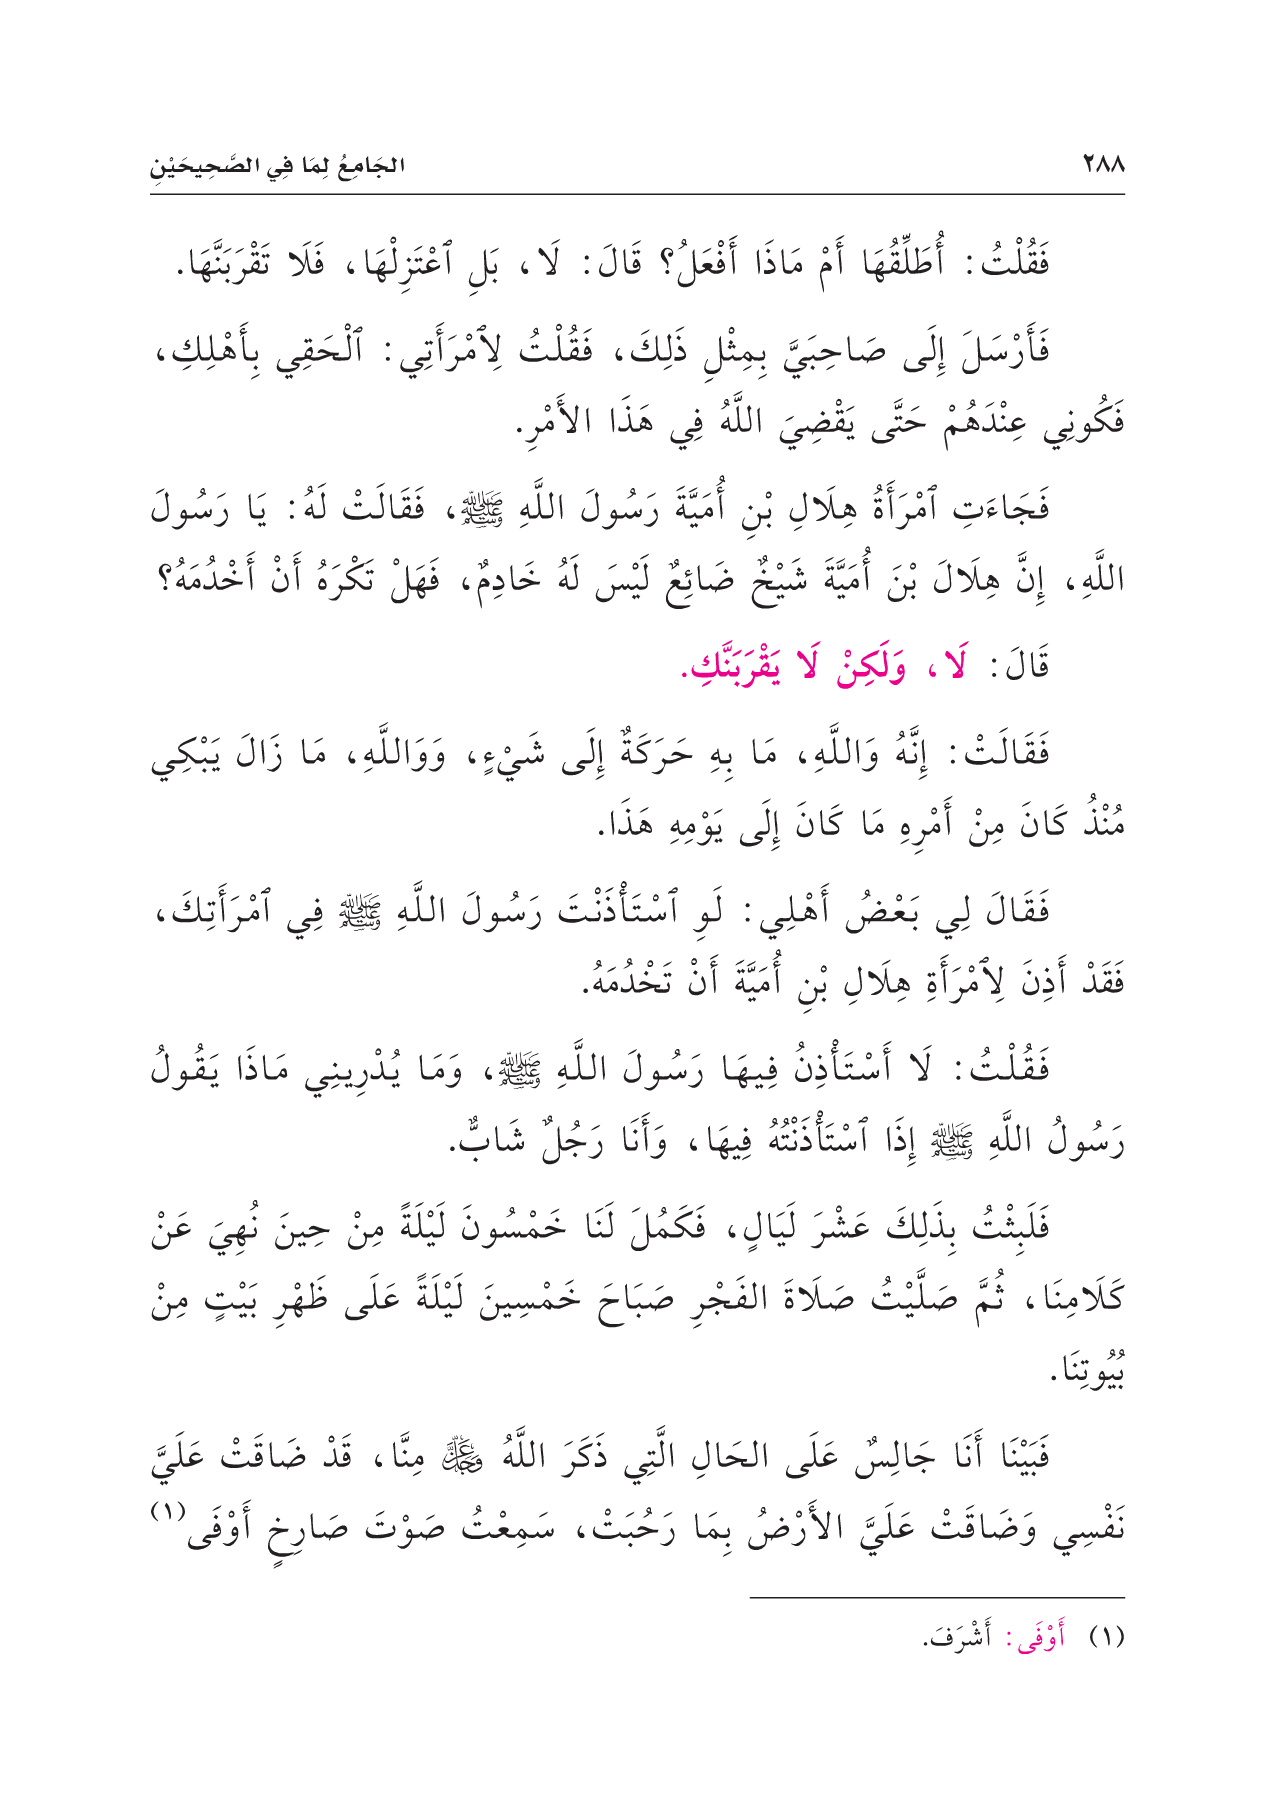 ٢٨٨ الجَامِعُ لِمَا فِي الصَّحِيحَيْنِ
فَقُلْتُ: أُطَلِّقُهَا أَمْ مَاذَا أَفْعَلُ؟ قَالَ: لَا، بَلِ ٱعْتَزِلْهَا، فَلَا تَقْرَبَنَّهَا.
فَأَرْسَلَ إِلَى صَاحِبَيَّ بِمِثْلِ ذَلِكَ، فَقُلْتُ لِٱمْرَأَتِي: ٱلْحَقِي بِأَهْلِكِ،
فَكُونِي عِنْدَهُمْ حَتَّى يَقْضِيَ اللَّهُ فِي هَذَا الأَمْرِ.
فَجَاءَتِ ٱمْرَأَةُ هِلَالِ بْنِ أُمَيَّةَ رَسُولَ اللَّهِ ﷺ، فَقَالَتْ لَهُ: يَا رَسُولَ
اللَّهِ، إِنَّ هِلَالَ بْنَ أُمَيَّةَ شَيْخٌ ضَائِعٌ لَيْسَ لَهُ خَادِمٌ، فَهَلْ تَكْرَهُ أَنْ أَخْدُمَهُ؟
قَالَ: لَا، وَلَكِنْ لَا يَقْرَبَنَّكِ.
فَقَالَتْ: إِنَّهُ وَاللَّهِ، مَا بِهِ حَرَكَةٌ إِلَى شَيْءٍ، وَوَاللَّهِ، مَا زَالَ يَبْكِي
مُنْذُ كَانَ مِنْ أَمْرِهِ مَا كَانَ إِلَى يَوْمِهِ هَذَا.
فَقَالَ لِي بَعْضُ أَهْلِي: لَوِ ٱسْتَأْذَنْتَ رَسُولَ اللَّهِ ﷺ فِي ٱمْرَأَتِكَ،
فَقَدْ أَذِنَ لِٱمْرَأَةِ هِلَالِ بْنِ أُمَيَّةَ أَنْ تَخْدُمَهُ.
فَقُلْتُ: لَا أَسْتَأْذِنُ فِيهَا رَسُولَ اللَّهِ ﷺ، وَمَا يُدْرِينِي مَاذَا يَقُولُ
رَسُولُ اللَّهِ ﷺ إِذَا ٱسْتَأْذَنْتُهُ فِيهَا، وَأَنَا رَجُلٌ شَابٌّ.
فَلَبِثْتُ بِذَلِكَ عَشْرَ لَيَالٍ، فَكَمُلَ لَنَا خَمْسُونَ لَيْلَةً مِنْ حِينَ نُهِيَ عَنْ
كَلَامِنَا، ثُمَّ صَلَّيْتُ صَلَاةَ الفَجْرِ صَبَاحَ خَمْسِينَ لَيْلَةً عَلَى ظَهْرِ بَيْتٍ مِنْ
بُيُوتِنَا.
فَبَيْنَا أَنَا جَالِسٌ عَلَى الحَالِ الَّتِي ذَكَرَ اللَّهُ ﷿ مِنَّا، قَدْ ضَاقَتْ عَلَيَّ
نَفْسِي وَضَاقَتْ عَلَيَّ الأَرْضُ بِمَا رَحُبَتْ، سَمِعْتُ صَوْتَ صَارِخٍ أَوْفَى(١)
(١) أَوْفَى: أَشْرَفَ.